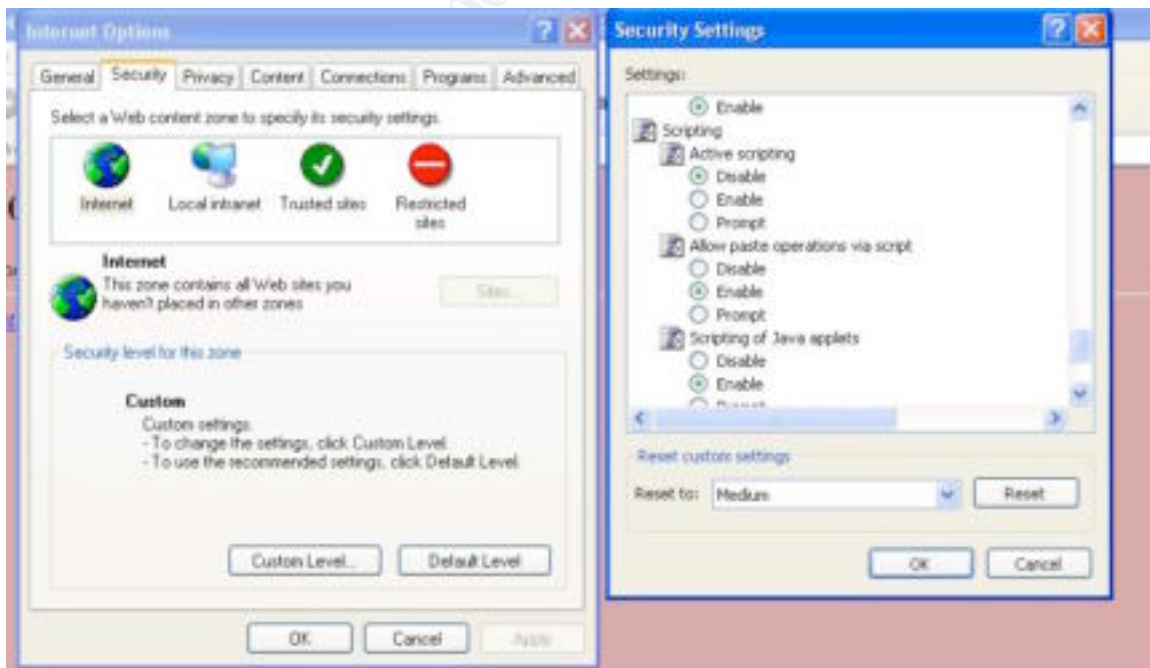 Internet Options
General Security Privacy Content Connections Programs Advanced
Select a Web content zone to specify its security settings.
Internet Local intranet Trusted sites Restricted sites
Internet
This zone contains all Web sites you
haven't placed in other zones
Sites...
Security level for this zone
Custom
Custom settings.
- To change the settings, click Custom Level.
- To use the recommended settings, click Default Level.
Custom Level... Default Level
OK Cancel Apply
Security Settings
Settings:
Enable
Scripting
Active scripting
Disable
Enable
Prompt
Allow paste operations via script
Disable
Enable
Prompt
Scripting of Java applets
Disable
Enable
Reset custom settings
Reset to: Medium Reset
OK Cancel